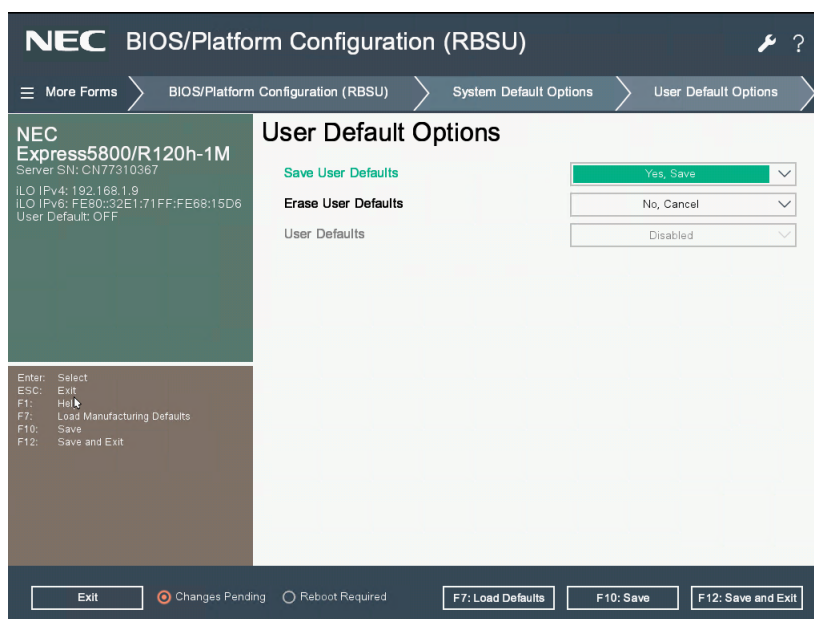 NEC BIOS/Platform Configuration (RBSU) ?
More Forms BIOS/Platform Configuration (RBSU) System Default Options User Default Options
NEC
Express5800/R120h-1M
Server SN: CN77310367
iLO IPv4: 192.168.1.9
iLO IPv6: FE80::32E1:71FF:FE68:15D6
User Default: OFF
User Default Options
Save User Defaults Yes, Save
Erase User Defaults No, Cancel
User Defaults Disabled
Enter: Select
ESC: Exit
F1: Help
F7: Load Manufacturing Defaults
F10: Save
F12: Save and Exit
Exit Changes Pending Reboot Required F7: Load Defaults F10: Save F12: Save and Exit